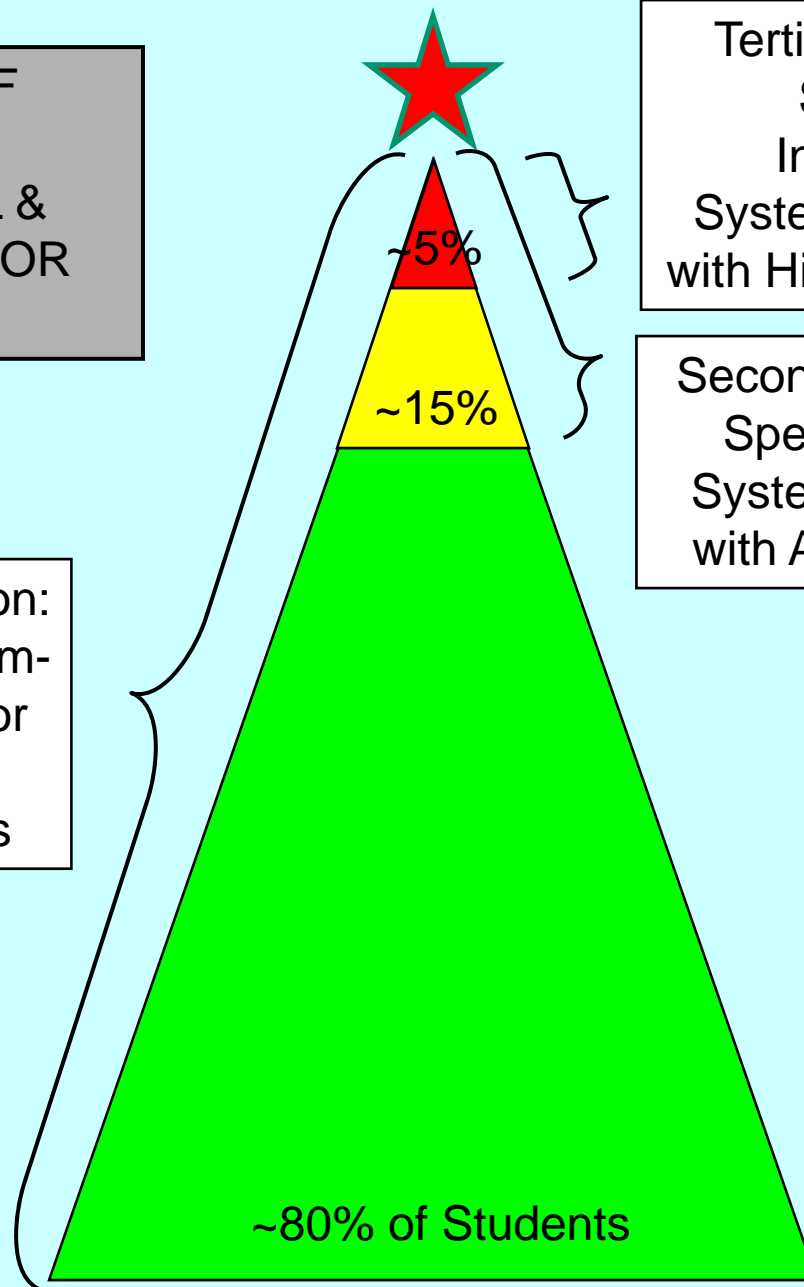 F
L &
OR
~5%
Terti
S
In
Syste
with Hi
~15%
Secon
Spe
Syste
with A
on:
m-
or
s
~80% of Students